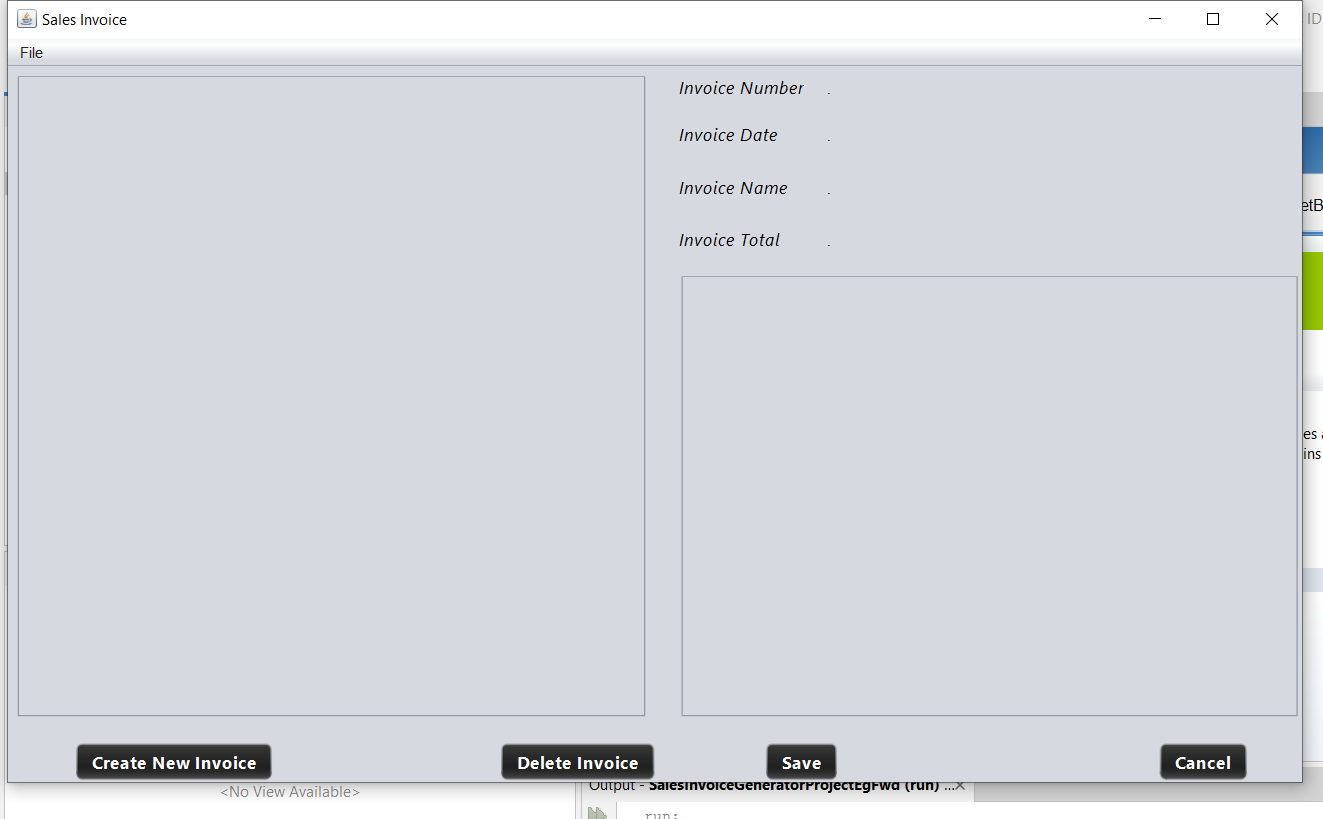 Sales Invoice
ID
File
Invoice Number .
Invoice Date .
Invoice Name .
Invoice Total .
etB
es
ins
Create New Invoice Delete Invoice Save Cancel
<No View Available>
Output - SalesInvoiceGeneratorProjectEgFwd (run) ...×
run: